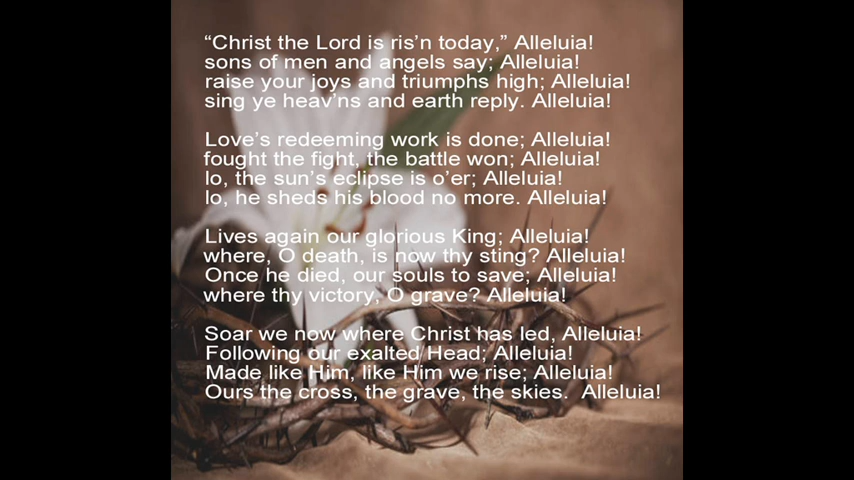 “Christ the Lord is ris’n today,” Alleluia!
sons of men and angels say; Alleluia!
raise your joys and triumphs high; Alleluia!
sing ye heav’ns and earth reply. Alleluia!
Love’s redeeming work is done; Alleluia!
fought the fight, the battle won; Alleluia!
lo, the sun’s eclipse is o’er; Alleluia!
lo, he sheds his blood no more. Alleluia!
Lives again our glorious King; Alleluia!
where, O death, is now thy sting? Alleluia!
Once he died, our souls to save; Alleluia!
where thy victory, O grave? Alleluia!
Soar we now where Christ has led, Alleluia!
Following our exalted Head; Alleluia!
Made like Him, like Him we rise; Alleluia!
Ours the cross, the grave, the skies.  Alleluia!